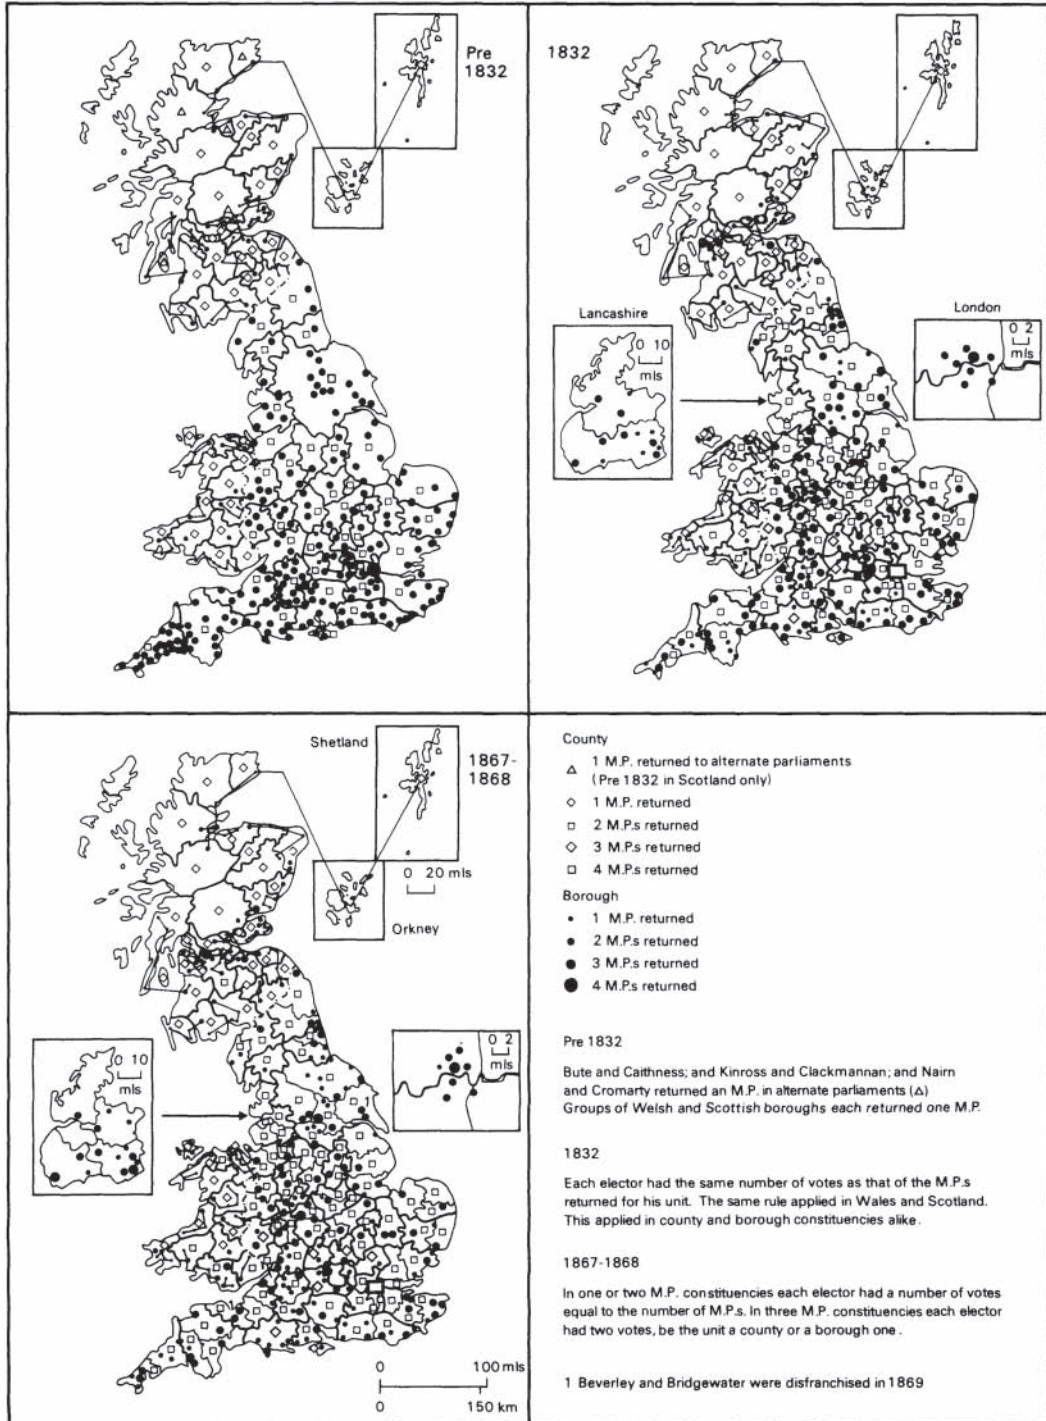 Pre
1832
1832
Lancashire
0 10
mls
London
0 2
mls
1
Shetland
1867-
1868
0 20 mls
Orkney
0 10
mls
0 2
mls
1
1
0 100 mls
0 150 km
County
△ 1 M.P. returned to alternate parliaments
(Pre 1832 in Scotland only)
◇ 1 M.P. returned
□ 2 M.P.s returned
◇ 3 M.P.s returned
□ 4 M.P.s returned
Borough
• 1 M.P. returned
• 2 M.P.s returned
● 3 M.P.s returned
● 4 M.P.s returned
Pre 1832
Bute and Caithness; and Kinross and Clackmannan; and Nairn
and Cromarty returned an M.P. in alternate parliaments (△)
Groups of Welsh and Scottish boroughs each returned one M.P.
1832
Each elector had the same number of votes as that of the M.P.s
returned for his unit. The same rule applied in Wales and Scotland.
This applied in county and borough constituencies alike.
1867-1868
In one or two M.P. constituencies each elector had a number of votes
equal to the number of M.P.s. In three M.P. constituencies each elector
had two votes, be the unit a county or a borough one.
1 Beverley and Bridgewater were disfranchised in 1869